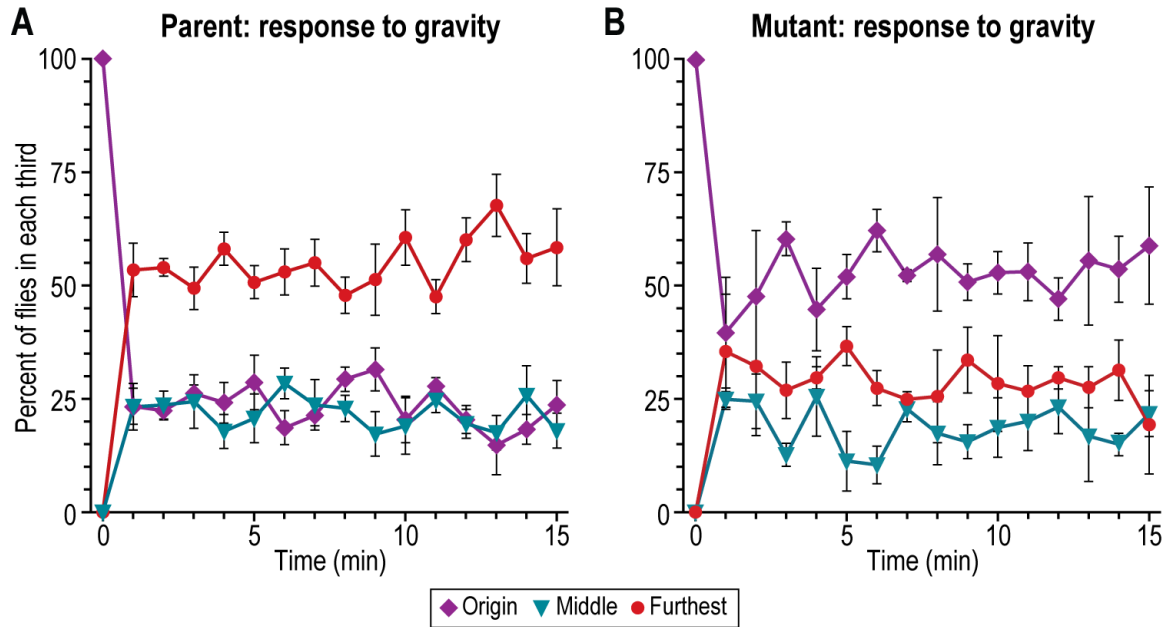 A
Parent: response to gravity
Percent of flies in each third
100
75
50
25
0
0 5 10 15
Time (min)
B
Mutant: response to gravity
100
75
50
25
0
0 5 10 15
Time (min)
Origin Middle Furthest